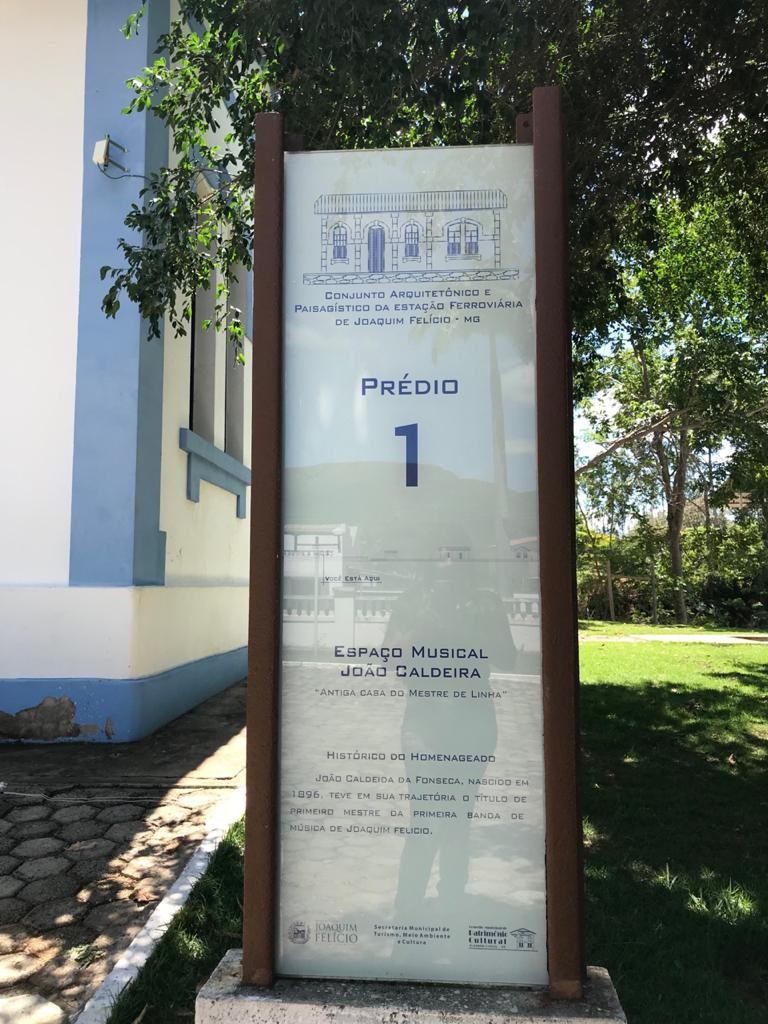 Conjunto Arquitetônico e
Paisagístico da Estação Ferroviária
de Joaquim Felício - MG
Prédio
1
Você Está Aqui
Espaço Musical
João Caldeira
"Antiga casa do Mestre de Linha"
Histórico do Homenageado
João Caldeida da Fonseca, nascido em
1896, teve em sua trajetória o título de
primeiro mestre da primeira banda de
música de Joaquim Felicio.
JOAQUIM
FELÍCIO
Secretaria Municipal de
Turismo, Meio Ambiente
e Cultura
Patrimônio
Cultural